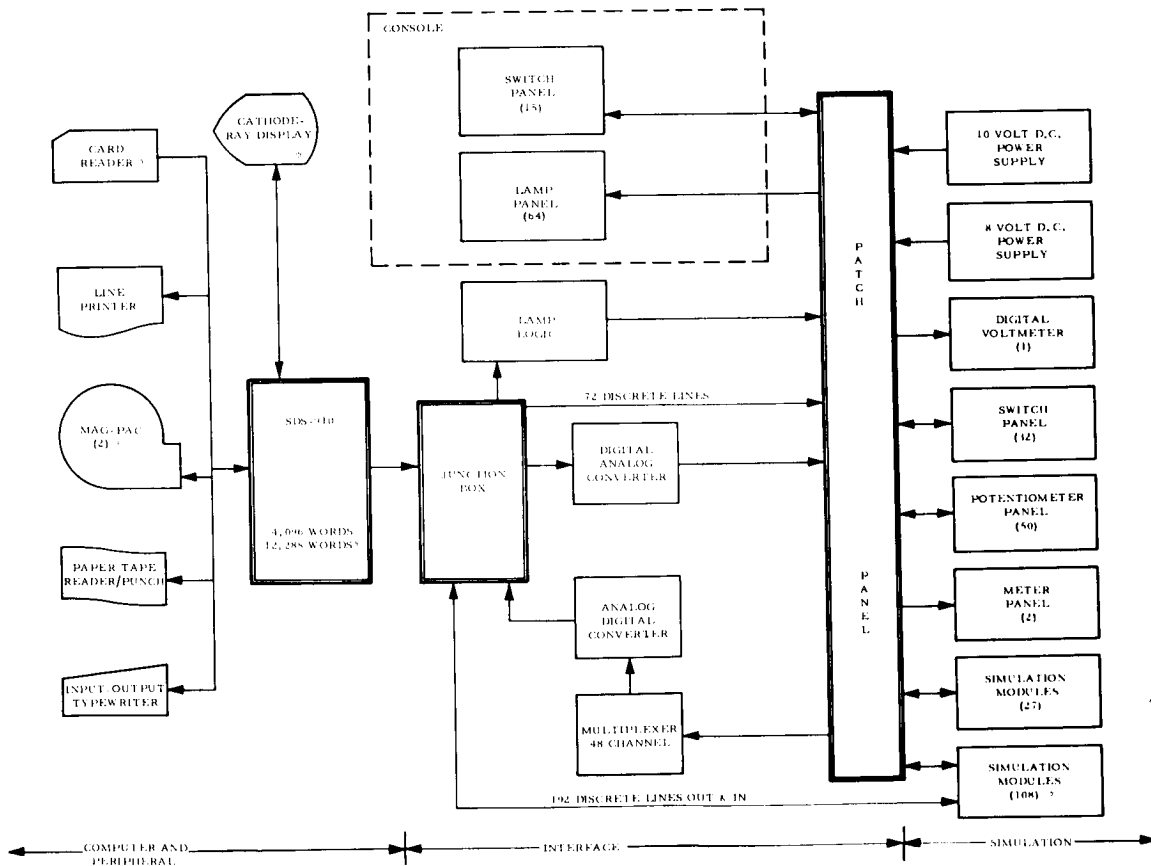 CONSOLE
SWITCH
PANEL
(15)
LAMP
PANEL
(64)
CATHODE-
RAY DISPLAY
CARD
READER
LINE
PRINTER
MAG-PAC
(2)
PAPER TAPE
READER/PUNCH
INPUT-OUTPUT
TYPEWRITER
4,096 WORDS
12,288 WORDS
JUNCTION
BOX
LAMP
LOGIC
72 DISCRETE LINES
DIGITAL
ANALOG
CONVERTER
ANALOG
DIGITAL
CONVERTER
MULTIPLEXER
48 CHANNEL
192 DISCRETE LINES OUT & IN
PATCH
PANEL
10 VOLT D.C.
POWER
SUPPLY
8 VOLT D.C.
POWER
SUPPLY
DIGITAL
VOLTMETER
(1)
SWITCH
PANEL
(32)
POTENTIOMETER
PANEL
(50)
METER
PANEL
(2)
SIMULATION
MODULES
(27)
SIMULATION
MODULES
(108)
COMPUTER AND
PERIPHERAL
INTERFACE
SIMULATION